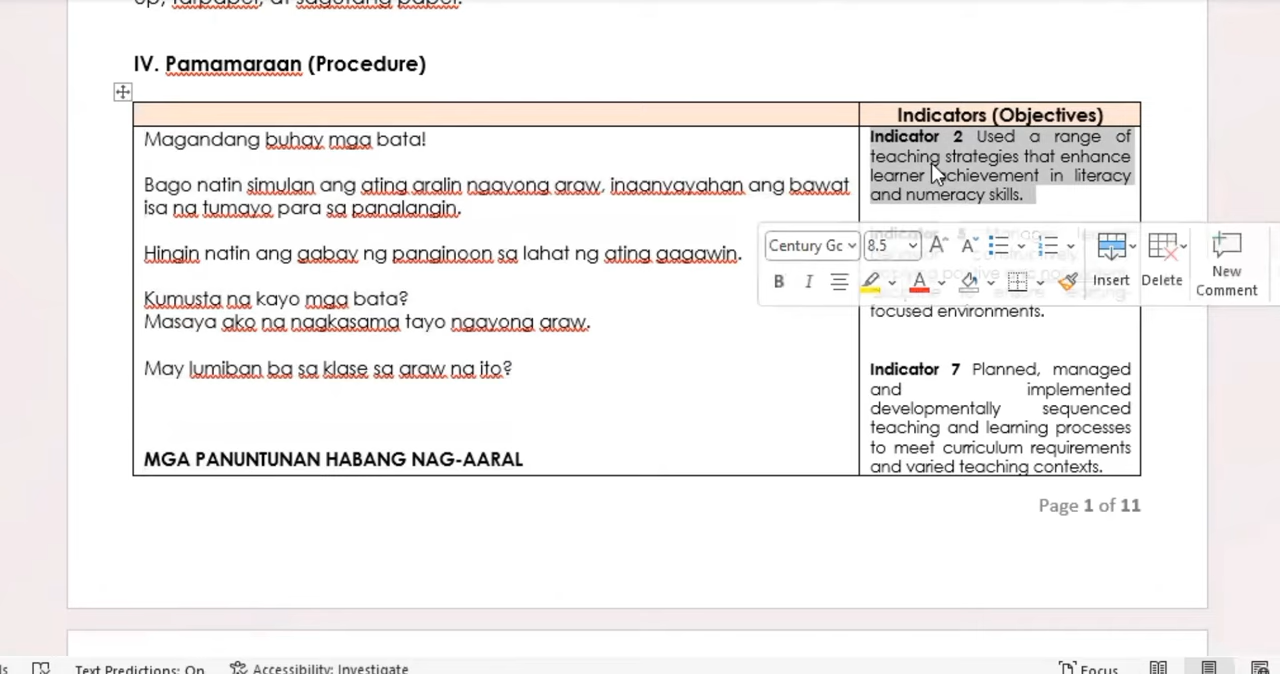 IV. Pamamaraan (Procedure)
Indicators (Objectives)
Magandang buhay mga bata!
Bago natin simulan ang ating aralin ngayong araw, inaanyayahan ang bawat
isa na tumayo para sa panalangin.
Hingin natin ang gabay ng panginoon sa lahat ng ating gagawin.
Kumusta na kayo mga bata?
Masaya ako na nagkasama tayo ngayong araw.
May lumiban ba sa klase sa araw na ito?
MGA PANUNTUNAN HABANG NAG-AARAL
Indicator 2 Used a range of
teaching strategies that enhance
learner achievement in literacy
and numeracy skills.
Century Gc
8.5
Insert
Delete
New
Comment
focused environments.
Indicator 7 Planned, managed
and implemented
developmentally sequenced
teaching and learning processes
to meet curriculum requirements
and varied teaching contexts.
Page 1 of 11
Text Predictions: On
Accessibility: Investigate
Focus